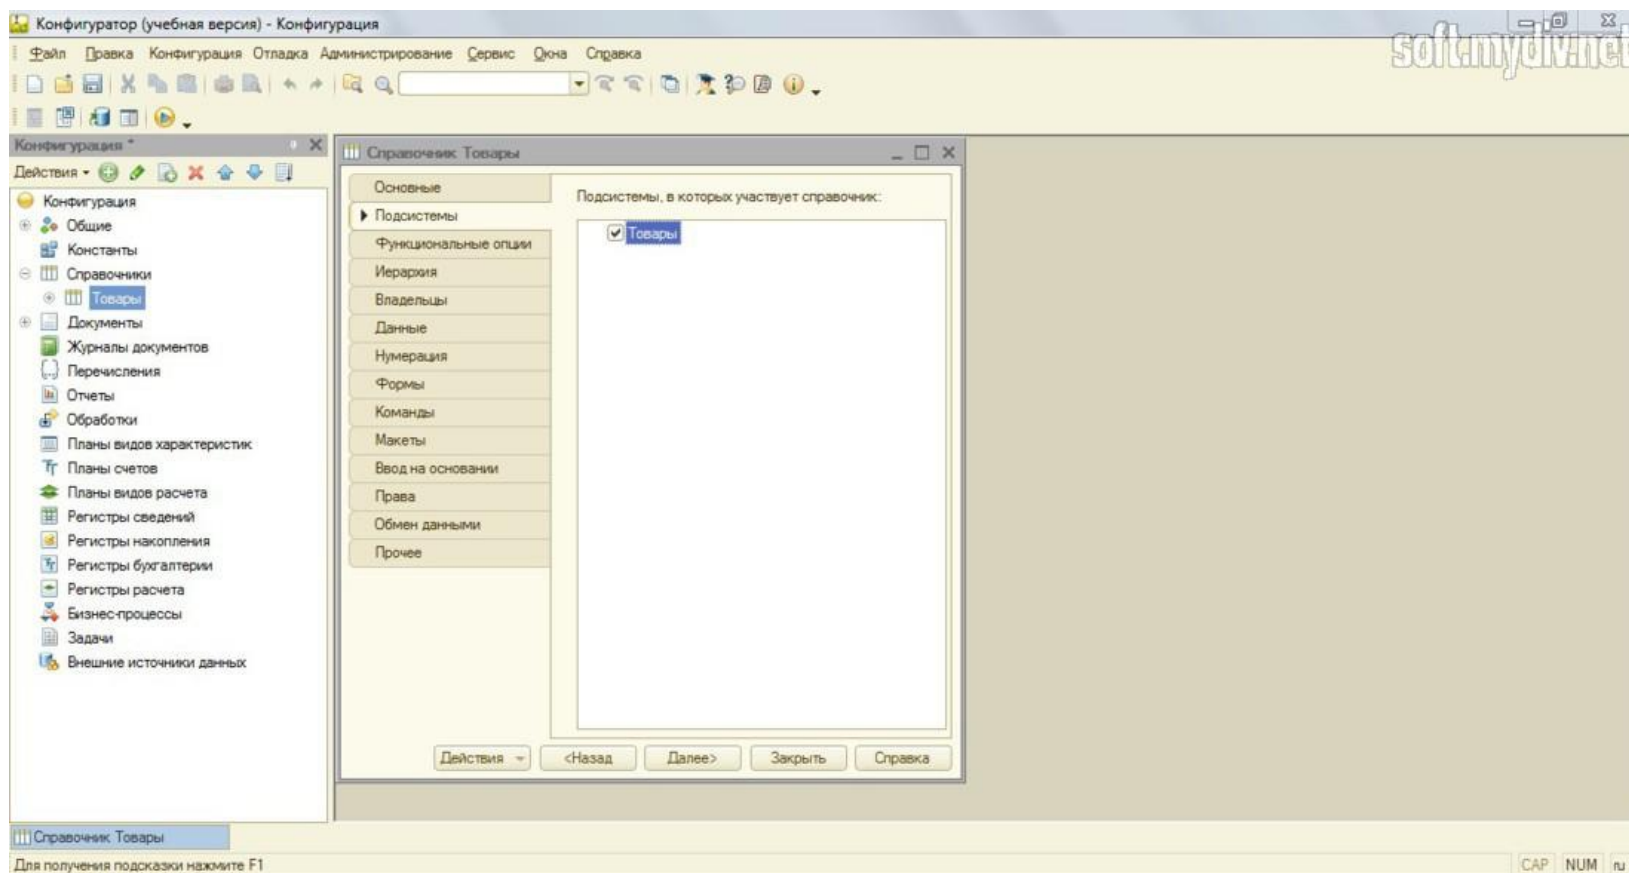 Конфигуратор (учебная версия) - Конфигурация
Файл Правка Конфигурация Отладка Администрирование Сервис Окна Справка
soft.mydiv.net
Конфигурация *
Действия
Конфигурация
Общие
Константы
Справочники
Товары
Документы
Журналы документов
Перечисления
Отчеты
Обработки
Планы видов характеристик
Планы счетов
Планы видов расчета
Регистры сведений
Регистры накопления
Регистры бухгалтерии
Регистры расчета
Бизнес-процессы
Задачи
Внешние источники данных
Справочник Товары
Основные
Подсистемы
Функциональные опции
Иерархия
Владельцы
Данные
Нумерация
Формы
Команды
Макеты
Ввод на основании
Права
Обмен данными
Прочее
Подсистемы, в которых участвует справочник:
Товары
Действия <Назад Далее> Закрыть Справка
Справочник Товары
Для получения подсказки нажмите F1 CAP NUM ru